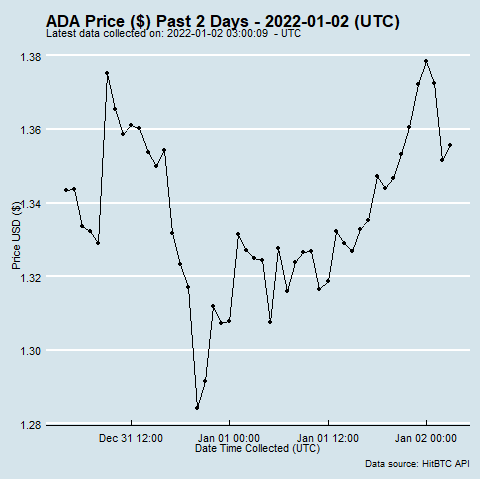 ADA Price ($) Past 2 Days - 2022-01-02 (UTC)
Latest data collected on: 2022-01-02 03:00:09 - UTC
1.38
1.36
1.34
1.32
1.30
1.28
Price USD ($)
Dec 31 12:00 Jan 01 00:00 Jan 01 12:00 Jan 02 00:00
Date Time Collected (UTC)
Data source: HitBTC API